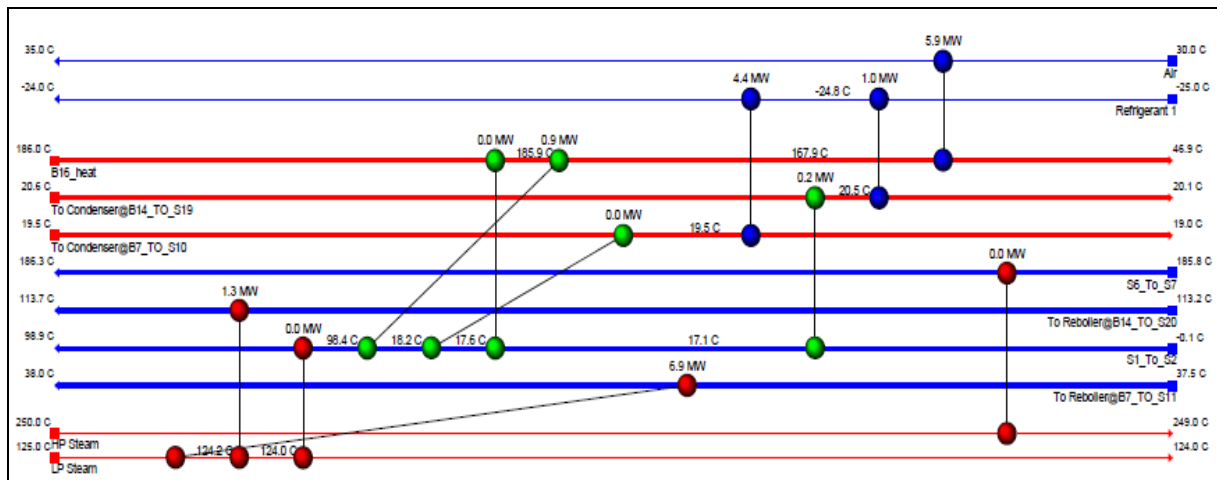 5.9 MW
35.0 C
30.0 C
Air
4.4 MW
1.0 MW
-24.0 C
-24.8 C
-25.0 C
Refrigerant 1
0.0 MW
0.9 MW
186.0 C
185.9 C
167.9 C
46.9 C
B16_heat
0.2 MW
20.6 C
20.5 C
20.1 C
To Condenser@B14_TO_S19
0.0 MW
19.5 C
19.5 C
19.0 C
To Condenser@B7_TO_S10
0.0 MW
186.3 C
185.8 C
S6_To_S7
1.3 MW
113.7 C
113.2 C
To Reboiler@B14_TO_S20
0.0 MW
98.9 C
98.4 C
18.2 C
17.6 C
17.1 C
-0.1 C
S1_To_S2
6.9 MW
38.0 C
37.5 C
To Reboiler@B7_TO_S11
250.0 C
249.0 C
HP Steam
125.0 C
124.2 C
124.0 C
124.0 C
LP Steam